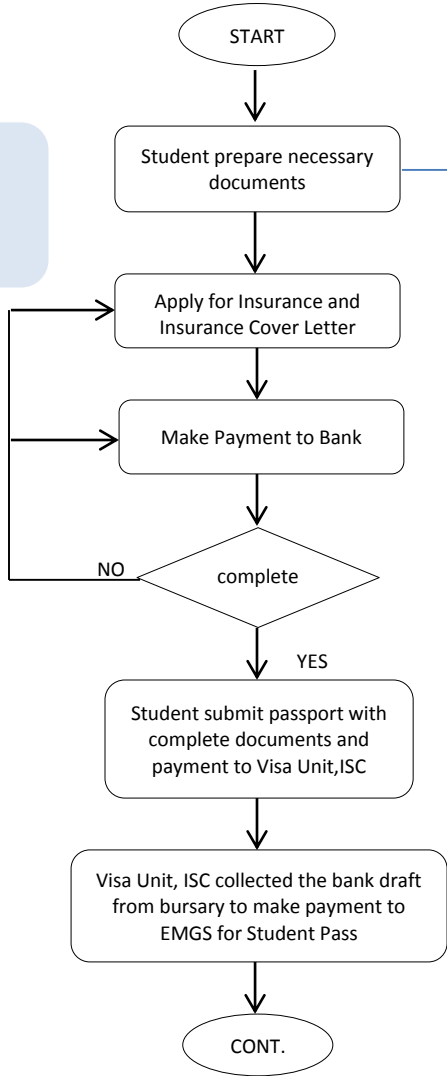 START
Student prepare necessary
documents
Apply for Insurance and
Insurance Cover Letter
Make Payment to Bank
NO
complete
YES
Student submit passport with
complete documents and
payment to Visa Unit,ISC
Visa Unit, ISC collected the bank draft
from bursary to make payment to
EMGS for Student Pass
CONT.